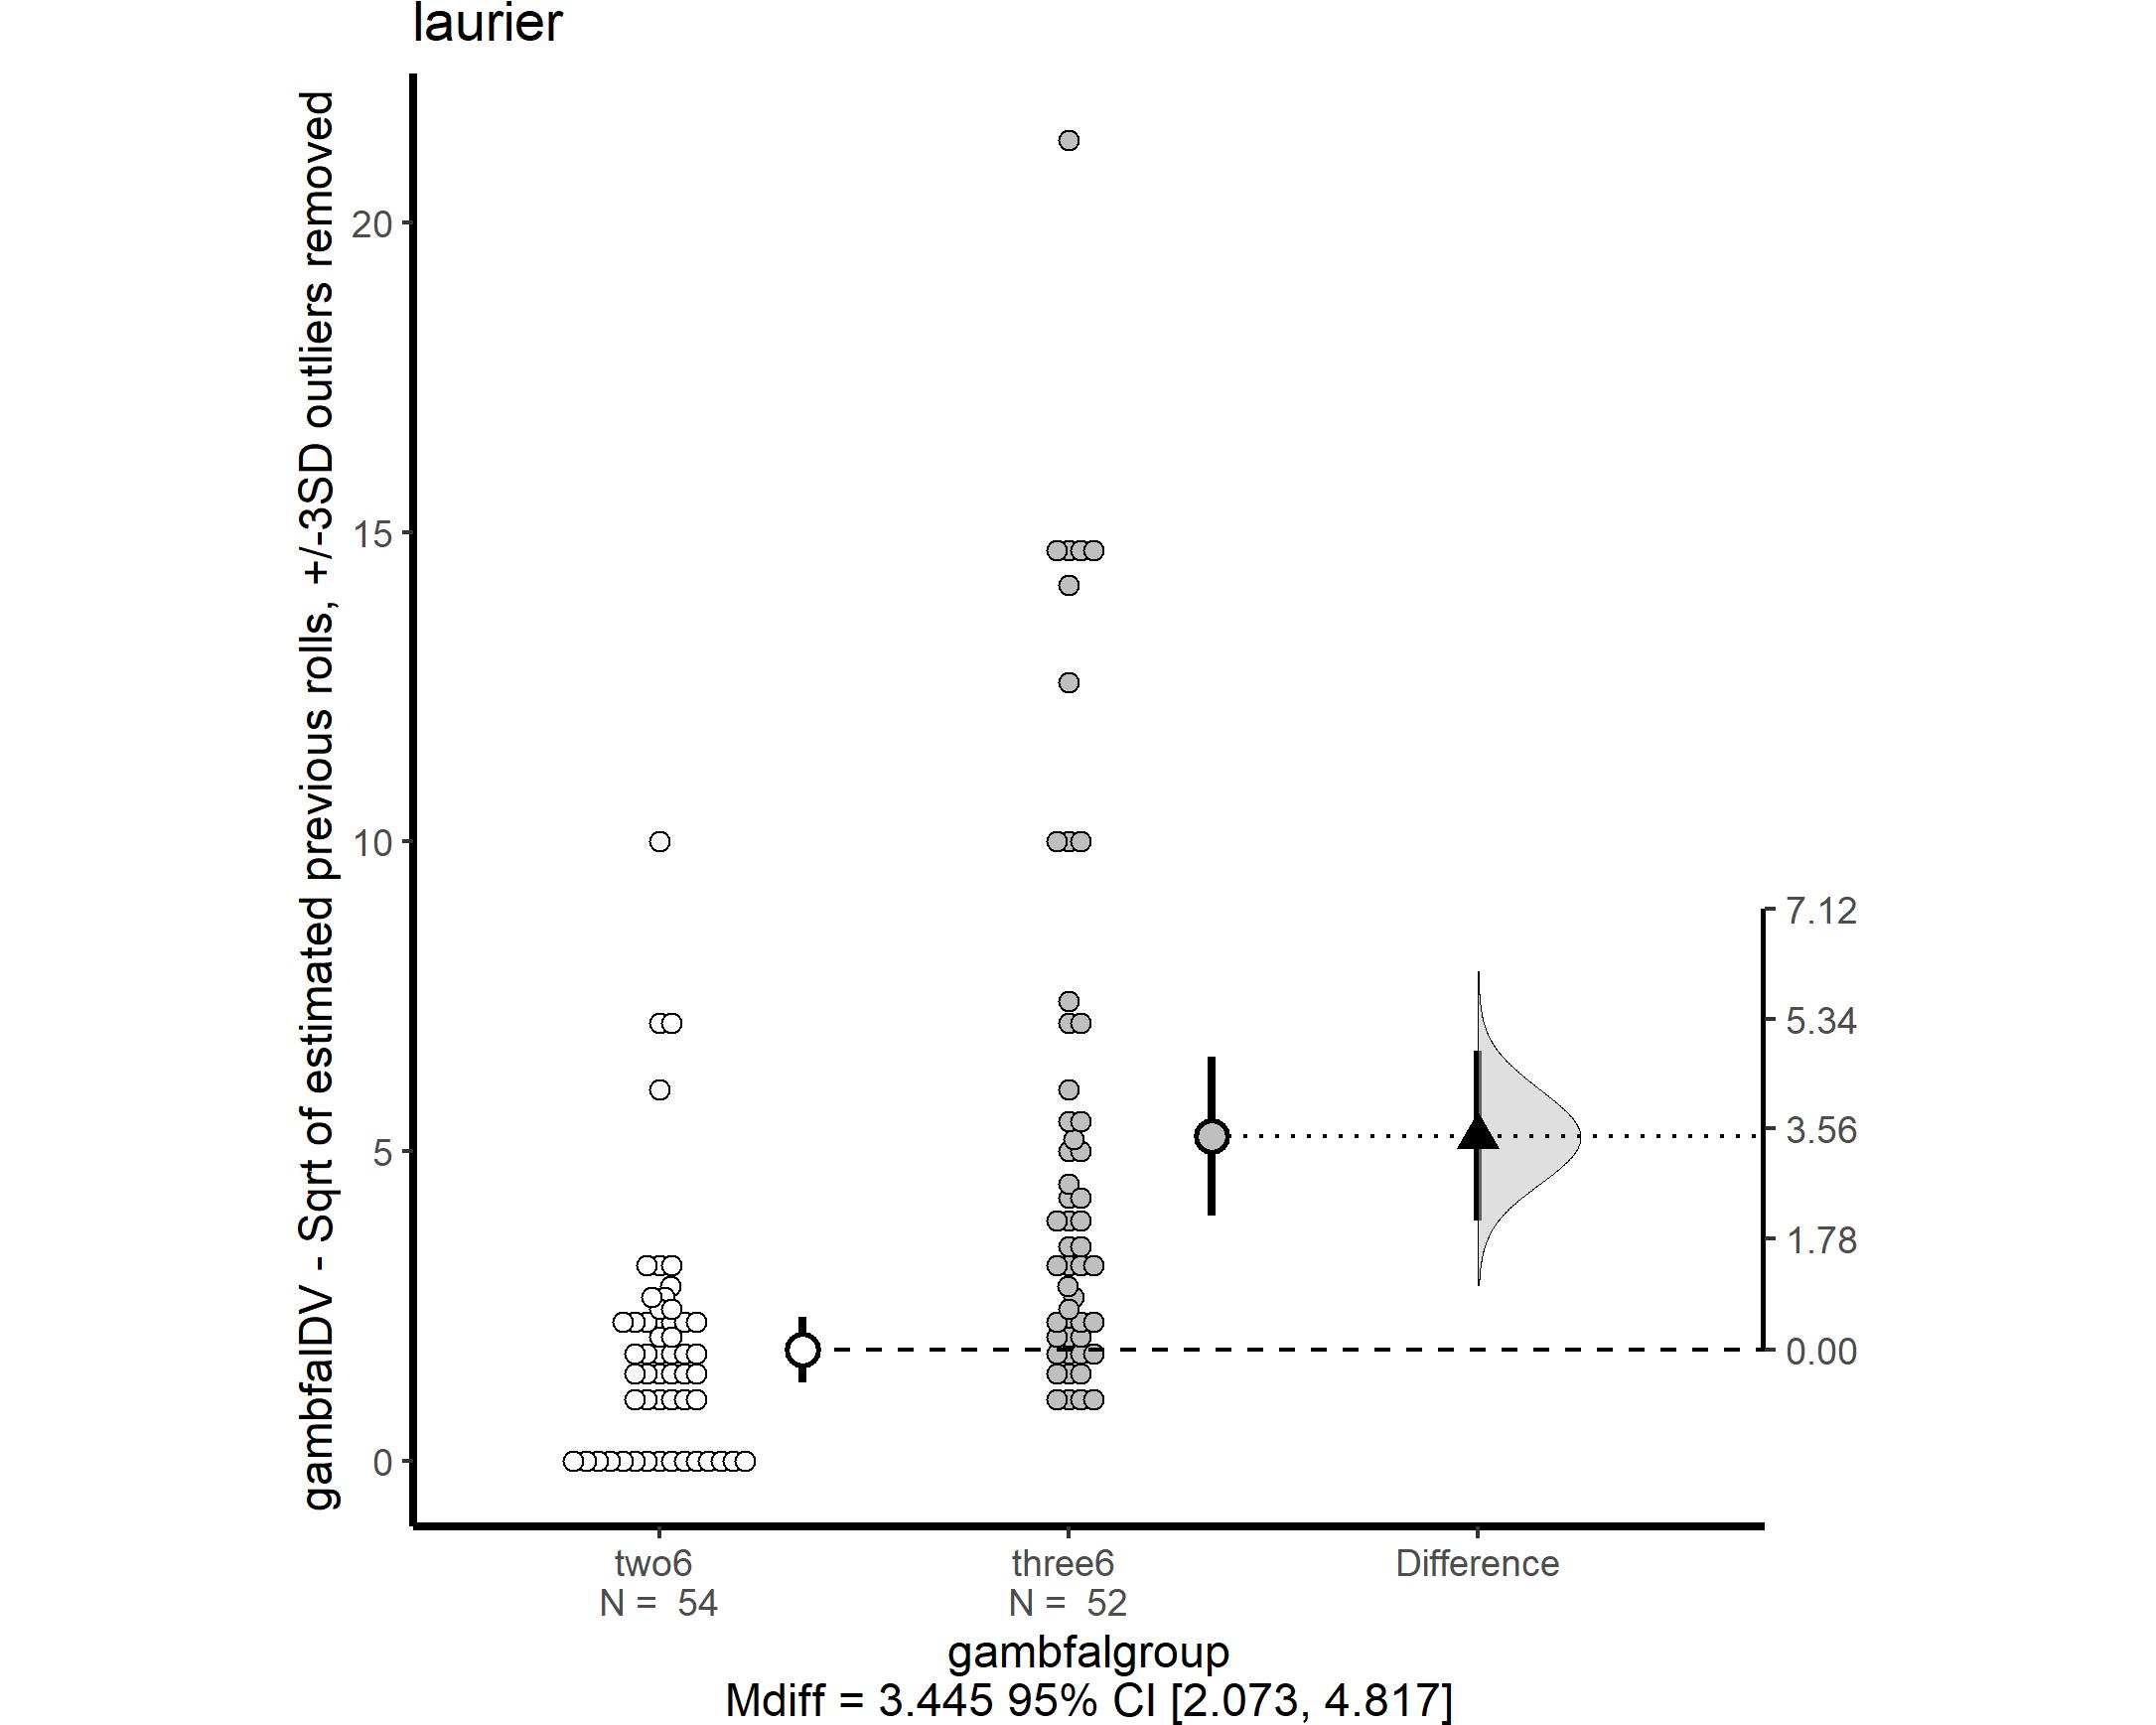 laurier
gambfalDV - Sqrt of estimated previous rolls, +/-3SD outliers removed
20
15
10
5
0
7.12
5.34
3.56
1.78
0.00
two6
N =  54
three6
N =  52
Difference
gambfalgroup
Mdiff = 3.445 95% CI [2.073, 4.817]